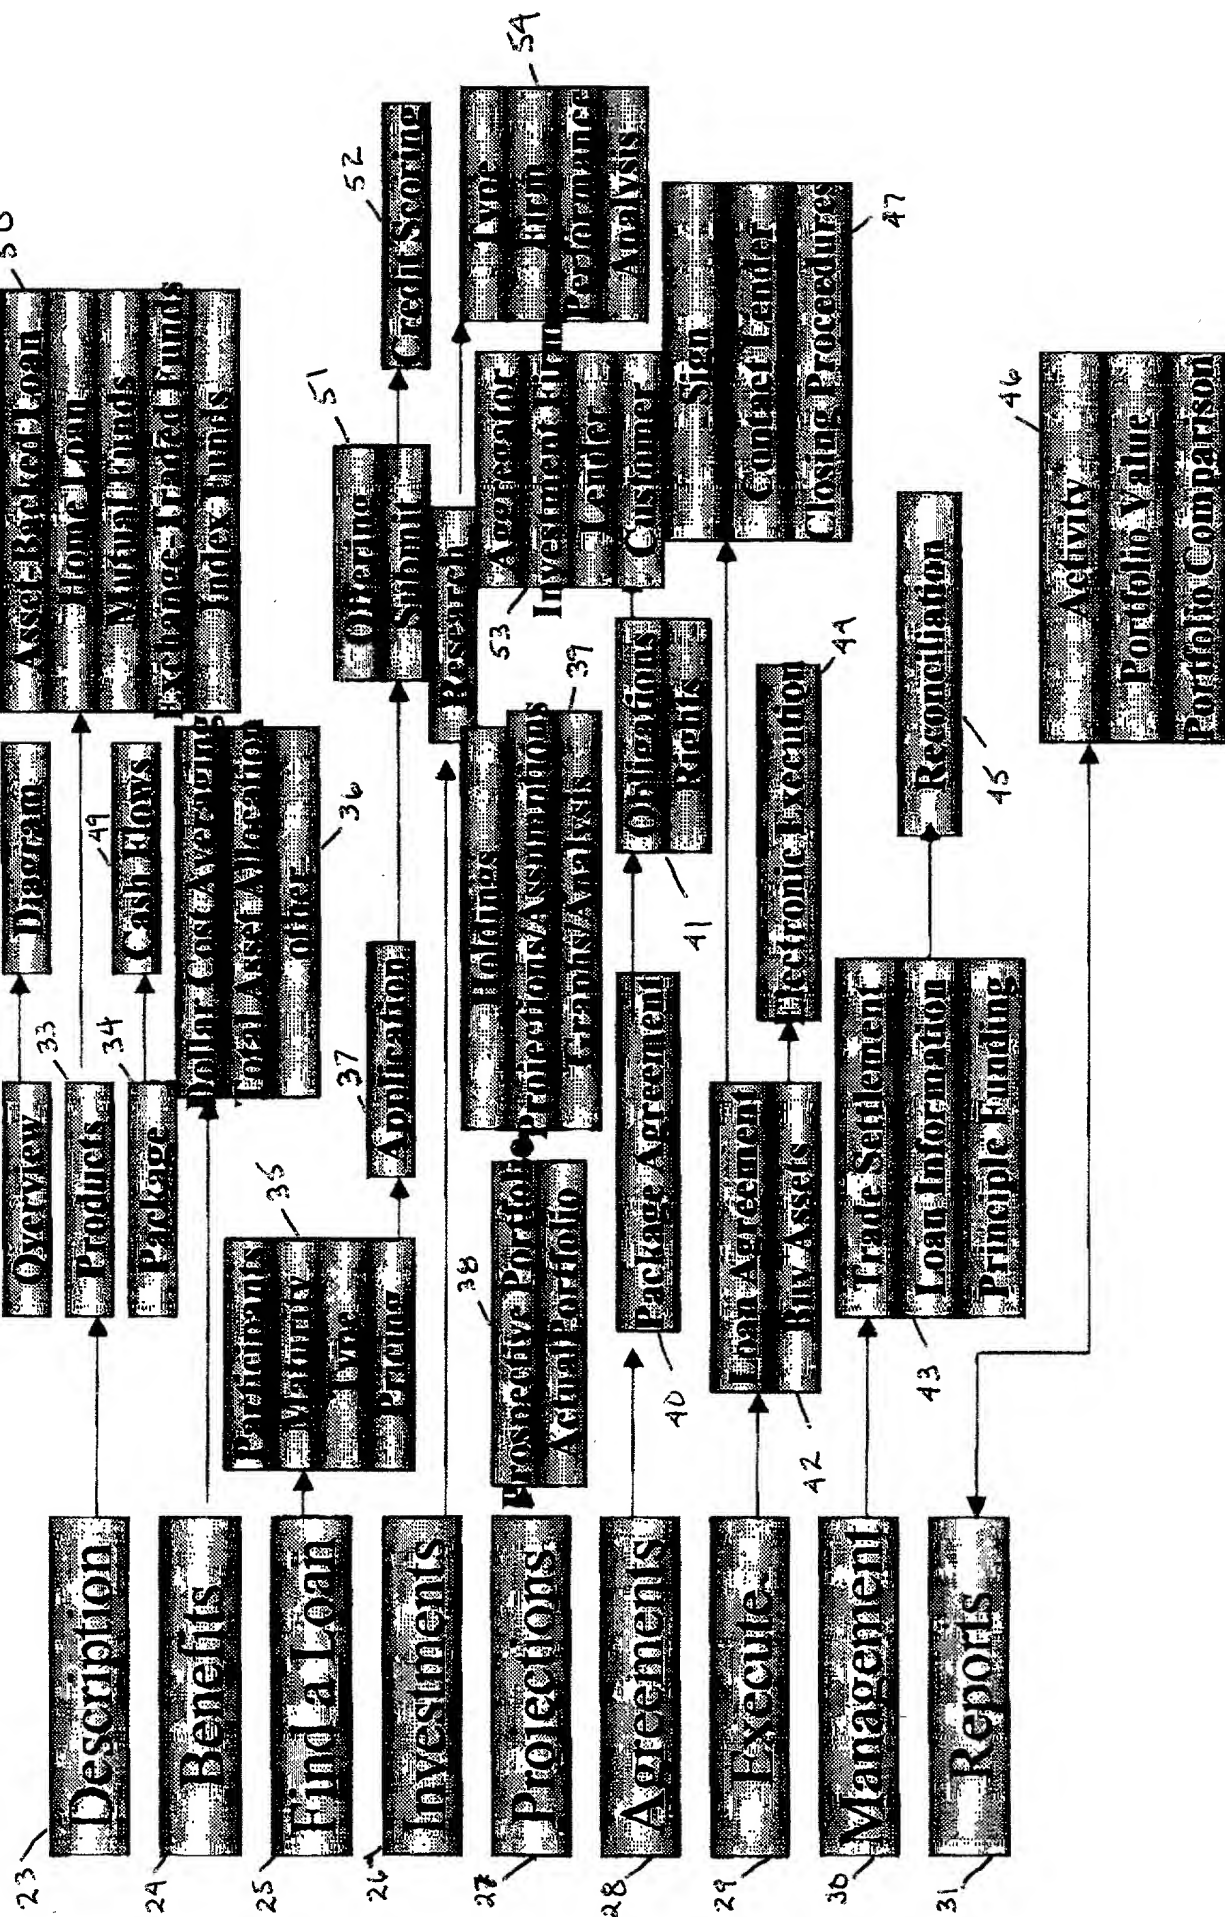 23
Description
24
Benefits
25
Find a Loan
26
Investments
27
Projections
28
Agreements
29
Execute
30
Management
31
Reports
Overview
33
Products
34
Package
Diagram
49
Cash Flows
50
Asset-Backed Loan
Home Loan
Mutual Funds
Exchange-Traded Funds
Index Funds
Dollar Cost Averaging
Total Asset Allocation
other
36
35
Participants
Maturity
Type
Pricing
37
Application
51
Offering
Submit
52
Credit Scoring
Research
54
Type
Firm
Performance
Analysis
38
Prospective Portfolio
Actual Portfolio
Holdings
Projections/Assumptions
Graphs/Analysis
39
Package Agreement
40
Obligations
Rights
41
53
Aggregator
Investment Firm
Lender
Customer
Loan Agreement
Buy Assets
42
Sign
Contact Lender
Closing Proccedures
47
Electronic Execution
44
Trade Settlement
Loan Information
Principle Funding
43
Reconciliation
45
46
Activity
Portfolio Value
Portfolio Comparison